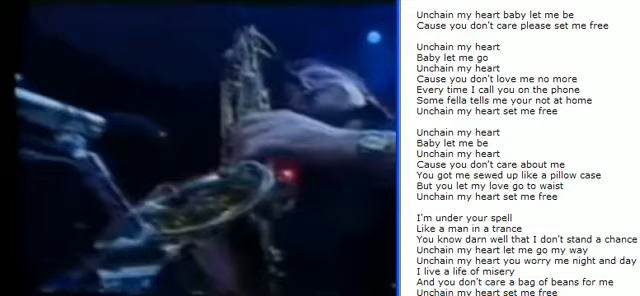 Unchain my heart baby let me be
Cause you don't care please set me free
Unchain my heart
Baby let me go
Unchain my heart
Cause you don't love me no more
Every time I call you on the phone
Some fella tells me your not at home
Unchain my heart set me free
Unchain my heart
Baby let me be
Unchain my heart
Cause you don't care about me
You got me sewed up like a pillow case
But you let my love go to waist
Unchain my heart set me free
I'm under your spell
Like a man in a trance
You know darn well that I don't stand a chance
Unchain my heart let me go my way
Unchain my heart you worry me night and day
I live a life of misery
And you don't care a bag of beans for me
Unchain my heart set me free